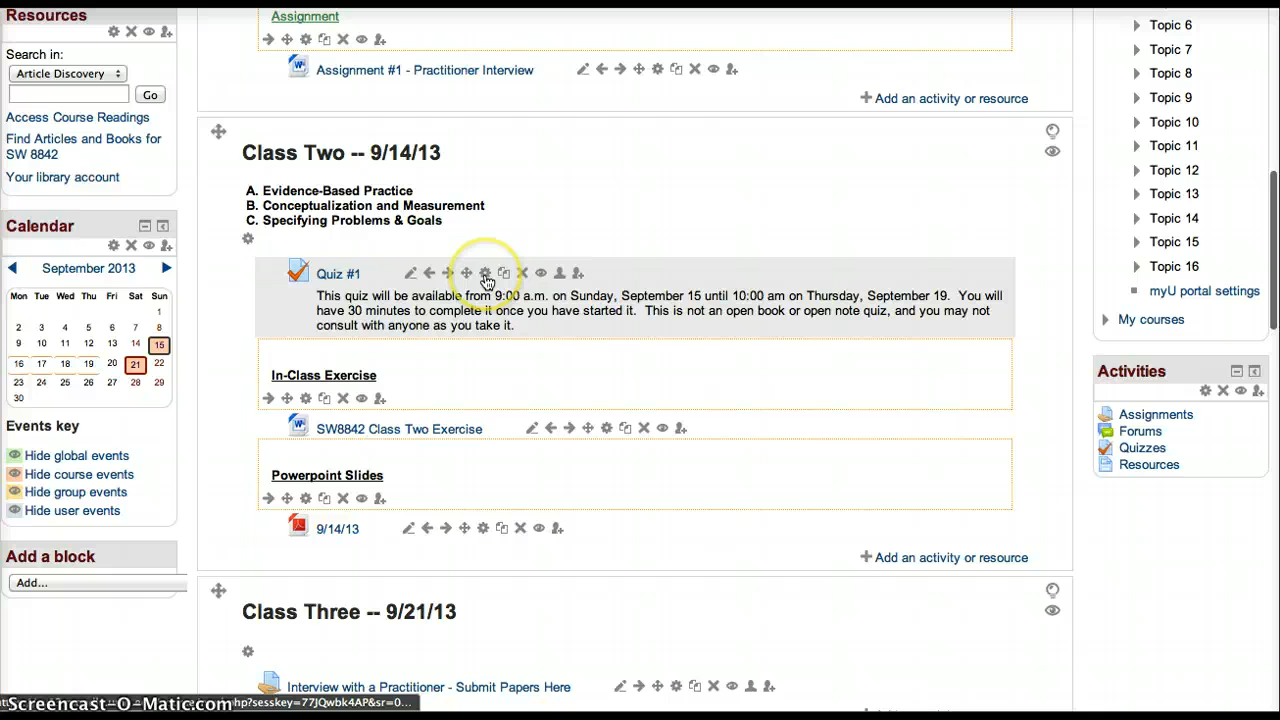 Resources
Search in:
Article Discovery
Go
Access Course Readings
Find Articles and Books for
SW 8842
Your library account
Calendar
September 2013
Mon Tue Wed Thu Fri Sat Sun
1
2 3 4 5 6 7 8
9 10 11 12 13 14 15
16 17 18 19 20 21 22
23 24 25 26 27 28 29
30
Events key
Hide global events
Hide course events
Hide group events
Hide user events
Add a block
Add...
Assignment
Assignment #1 - Practitioner Interview
Add an activity or resource
Class Two -- 9/14/13
A. Evidence-Based Practice
B. Conceptualization and Measurement
C. Specifying Problems & Goals
Quiz #1
This quiz will be available from 9:00 a.m. on Sunday, September 15 until 10:00 am on Thursday, September 19. You will
have 30 minutes to complete it once you have started it. This is not an open book or open note quiz, and you may not
consult with anyone as you take it.
In-Class Exercise
SW8842 Class Two Exercise
Powerpoint Slides
9/14/13
Add an activity or resource
Class Three -- 9/21/13
Interview with a Practitioner - Submit Papers Here
Topic 6
Topic 7
Topic 8
Topic 9
Topic 10
Topic 11
Topic 12
Topic 13
Topic 14
Topic 15
Topic 16
myU portal settings
My courses
Activities
Assignments
Forums
Quizzes
Resources
Screencast-O-Matic.com
hp?sesskey=77JQwbk4AP&sr=0...